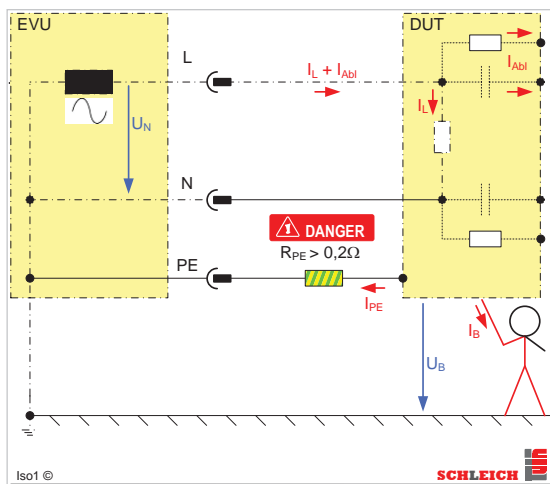 EVU
DUT
L
I_L + I_Abl
I_Abl
I_L
U_N
N
DANGER
R_PE > 0,2Ω
PE
I_PE
I_B
U_B
Iso1 ©
SCHLEICH